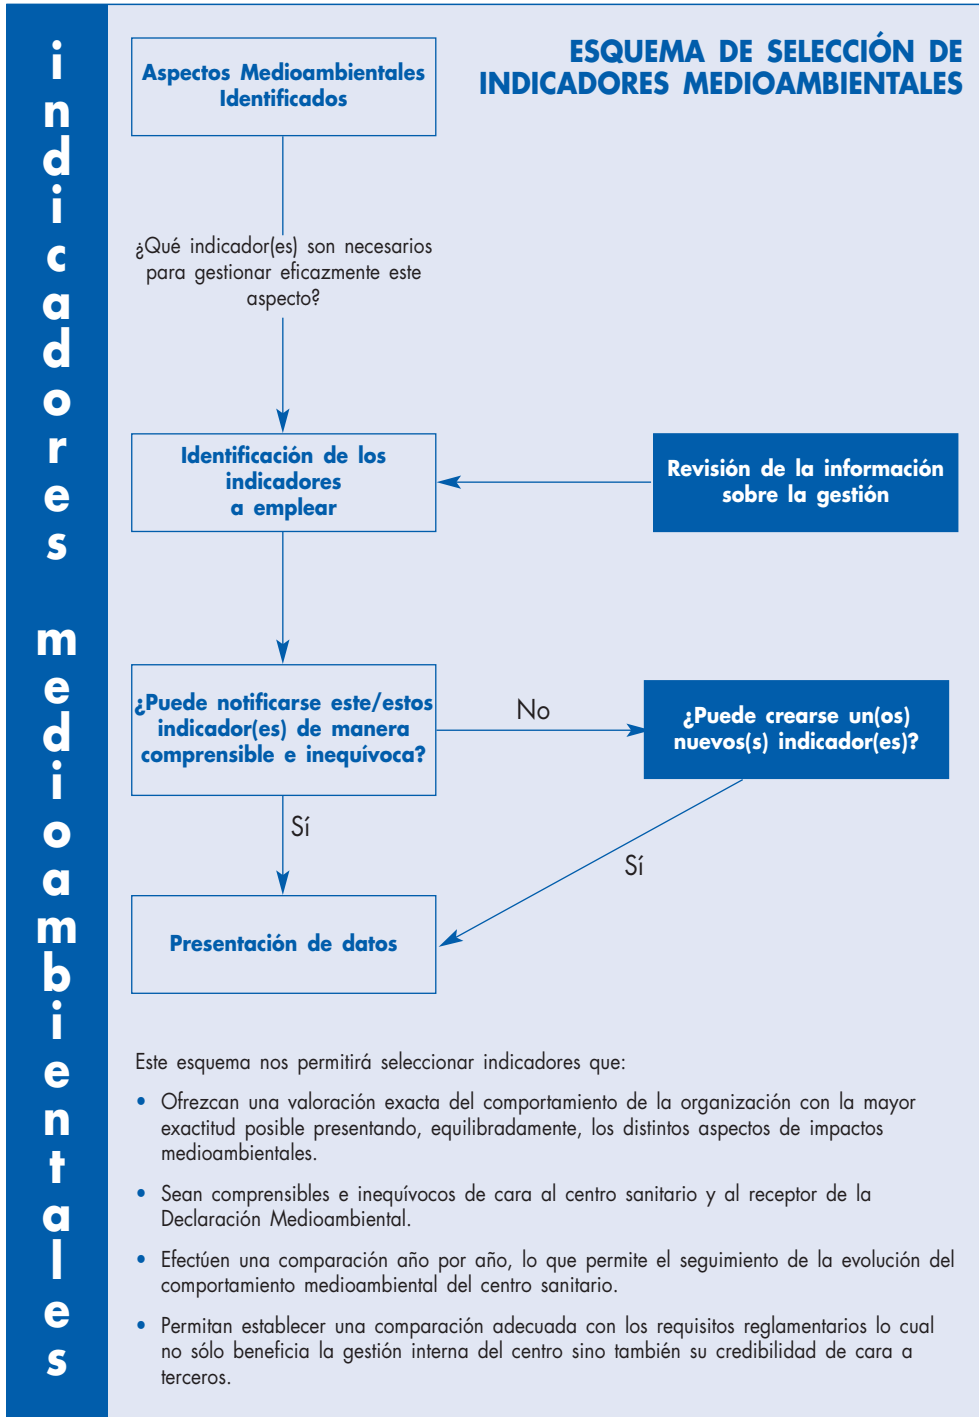 indicadores medioambientales
ESQUEMA DE SELECCIÓN DE
INDICADORES MEDIOAMBIENTALES
Aspectos Medioambientales
Identificados
¿Qué indicador(es) son necesarios
para gestionar eficazmente este
aspecto?
Identificación de los
indicadores
a emplear
Revisión de la información
sobre la gestión
¿Puede notificarse este/estos
indicador(es) de manera
comprensible e inequívoca?
No
¿Puede crearse un(os)
nuevos(s) indicador(es)?
Sí
Sí
Presentación de datos
Este esquema nos permitirá seleccionar indicadores que:
• Ofrezcan una valoración exacta del comportamiento de la organización con la mayor
exactitud posible presentando, equilibradamente, los distintos aspectos de impactos
medioambientales.
• Sean comprensibles e inequívocos de cara al centro sanitario y al receptor de la
Declaración Medioambiental.
• Efectúen una comparación año por año, lo que permite el seguimiento de la evolución del
comportamiento medioambiental del centro sanitario.
• Permitan establecer una comparación adecuada con los requisitos reglamentarios lo cual
no sólo beneficia la gestión interna del centro sino también su credibilidad de cara a
terceros.